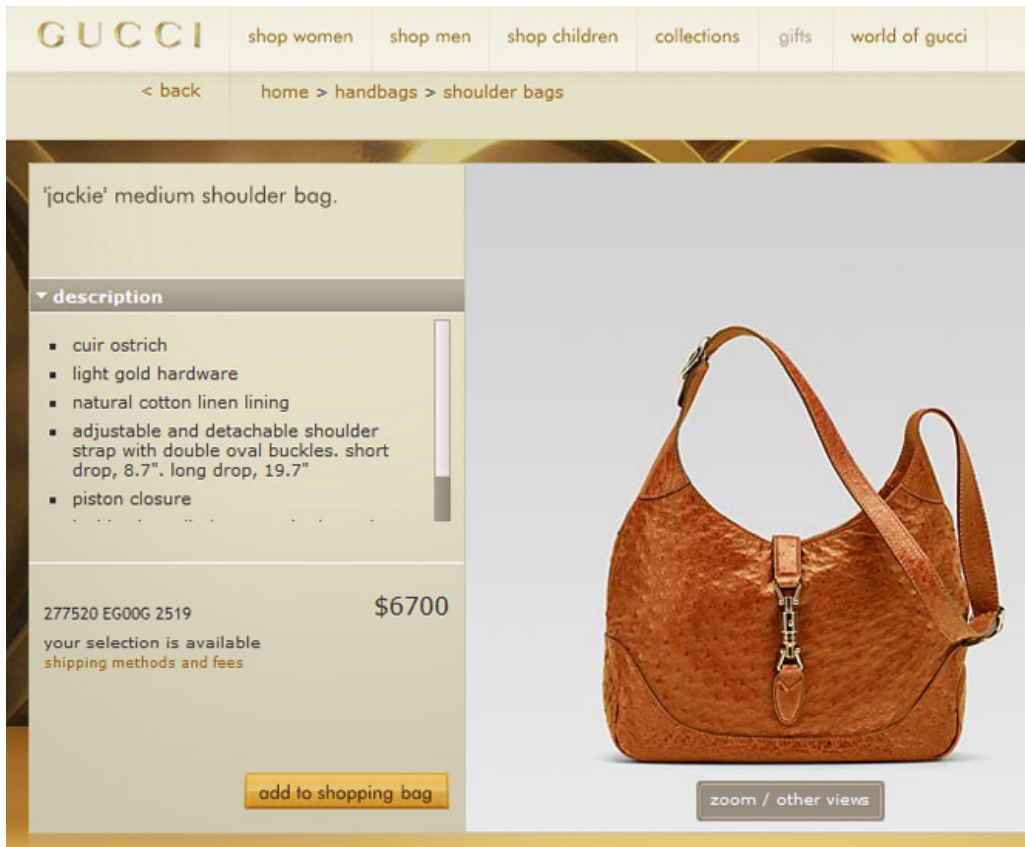 GUCCI shop women shop men shop children collections gifts world of gucci
< back home > handbags > shoulder bags
'jackie' medium shoulder bag.
description
cuir ostrich
light gold hardware
natural cotton linen lining
adjustable and detachable shoulder
strap with double oval buckles. short
drop, 8.7". long drop, 19.7"
piston closure
277520 EG00G 2519 $6700
your selection is available
shipping methods and fees
add to shopping bag
zoom / other views